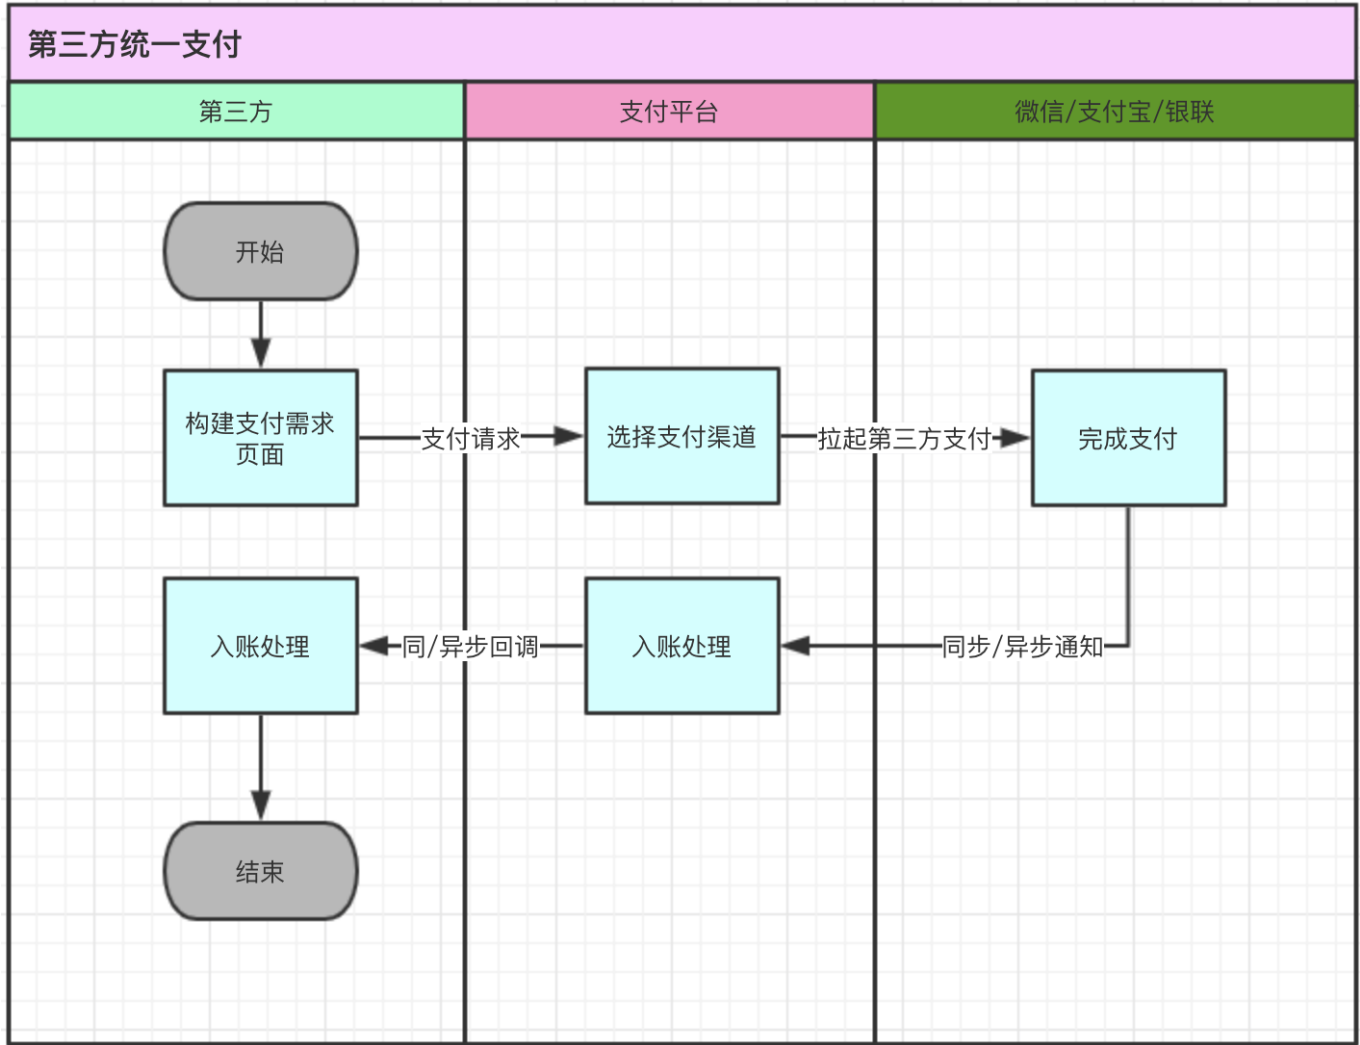 第三方统一支付
第三方
支付平台
微信/支付宝/银联
开始
构建支付需求
页面
支付请求
选择支付渠道
拉起第三方支付
完成支付
入账处理
同/异步回调
入账处理
同步/异步通知
结束